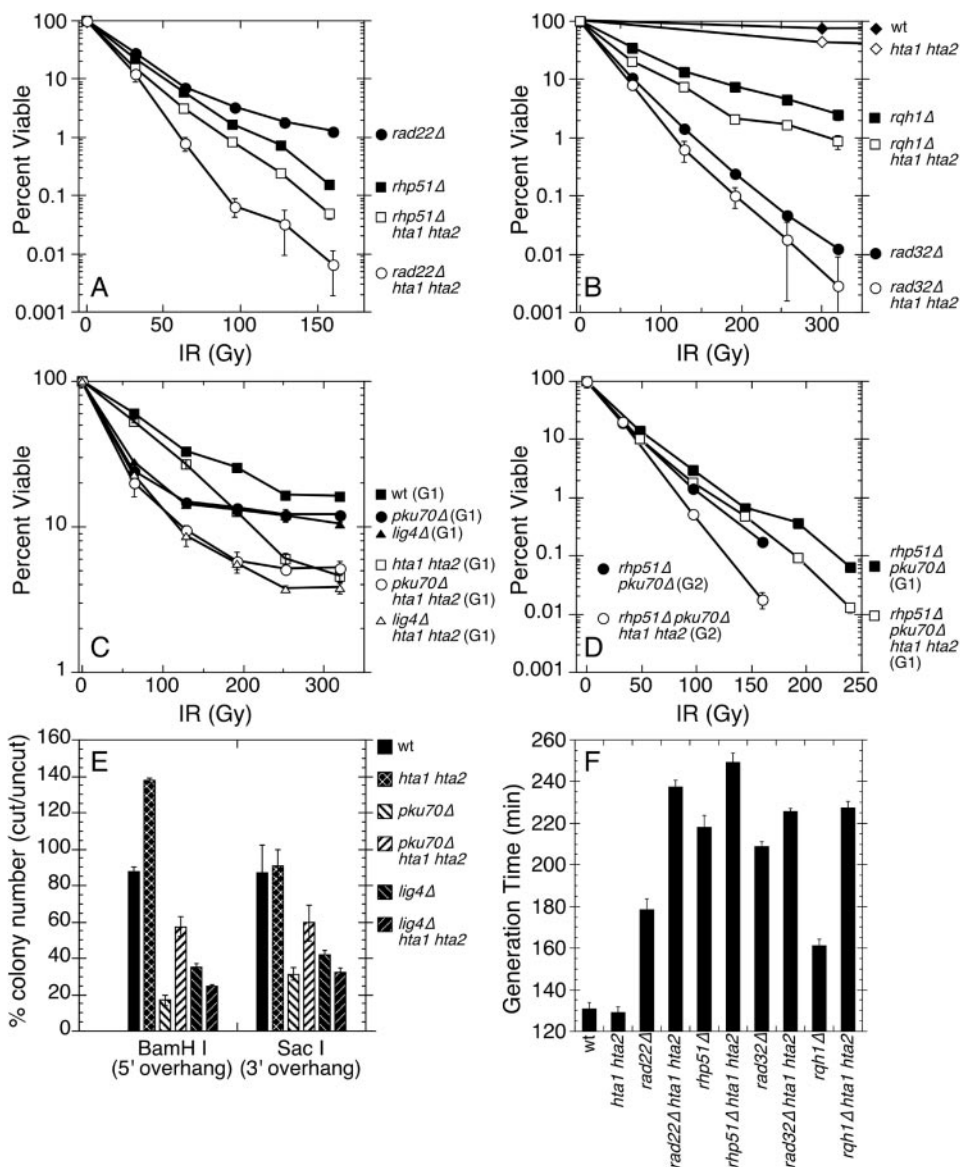 A
Percent Viable
100
10
1
0.1
0.01
0.001
0
50
100
150
IR (Gy)
rad22Δ
rhp51Δ
rhp51Δ
hta1 hta2
rad22Δ
hta1 hta2
B
Percent Viable
100
10
1
0.1
0.01
0.001
0
100
200
300
IR (Gy)
wt
hta1 hta2
rqh1Δ
rqh1Δ
hta1 hta2
rad32Δ
rad32Δ
hta1 hta2
C
Percent Viable
100
10
1
0
100
200
300
IR (Gy)
wt (G1)
pku70Δ (G1)
lig4Δ (G1)
hta1 hta2 (G1)
pku70Δ
hta1 hta2 (G1)
lig4Δ
hta1 hta2 (G1)
D
Percent Viable
100
10
1
0.1
0.01
0.001
0
50
100
150
200
250
IR (Gy)
rhp51Δ
pku70Δ (G2)
rhp51Δ pku70Δ
hta1 hta2 (G2)
rhp51Δ
pku70Δ
(G1)
rhp51Δ
pku70Δ
hta1 hta2
(G1)
E
% colony number (cut/uncut)
160
140
120
100
80
60
40
20
0
BamH I
(5' overhang)
Sac I
(3' overhang)
wt
hta1 hta2
pku70Δ
pku70Δ
hta1 hta2
lig4Δ
lig4Δ
hta1 hta2
F
Generation Time (min)
260
240
220
200
180
160
140
120
wt
hta1 hta2
rad22Δ
rad22Δ hta1 hta2
rhp51Δ
rhp51Δ hta1 hta2
rad32Δ
rad32Δ hta1 hta2
rqh1Δ
rqh1Δ hta1 hta2